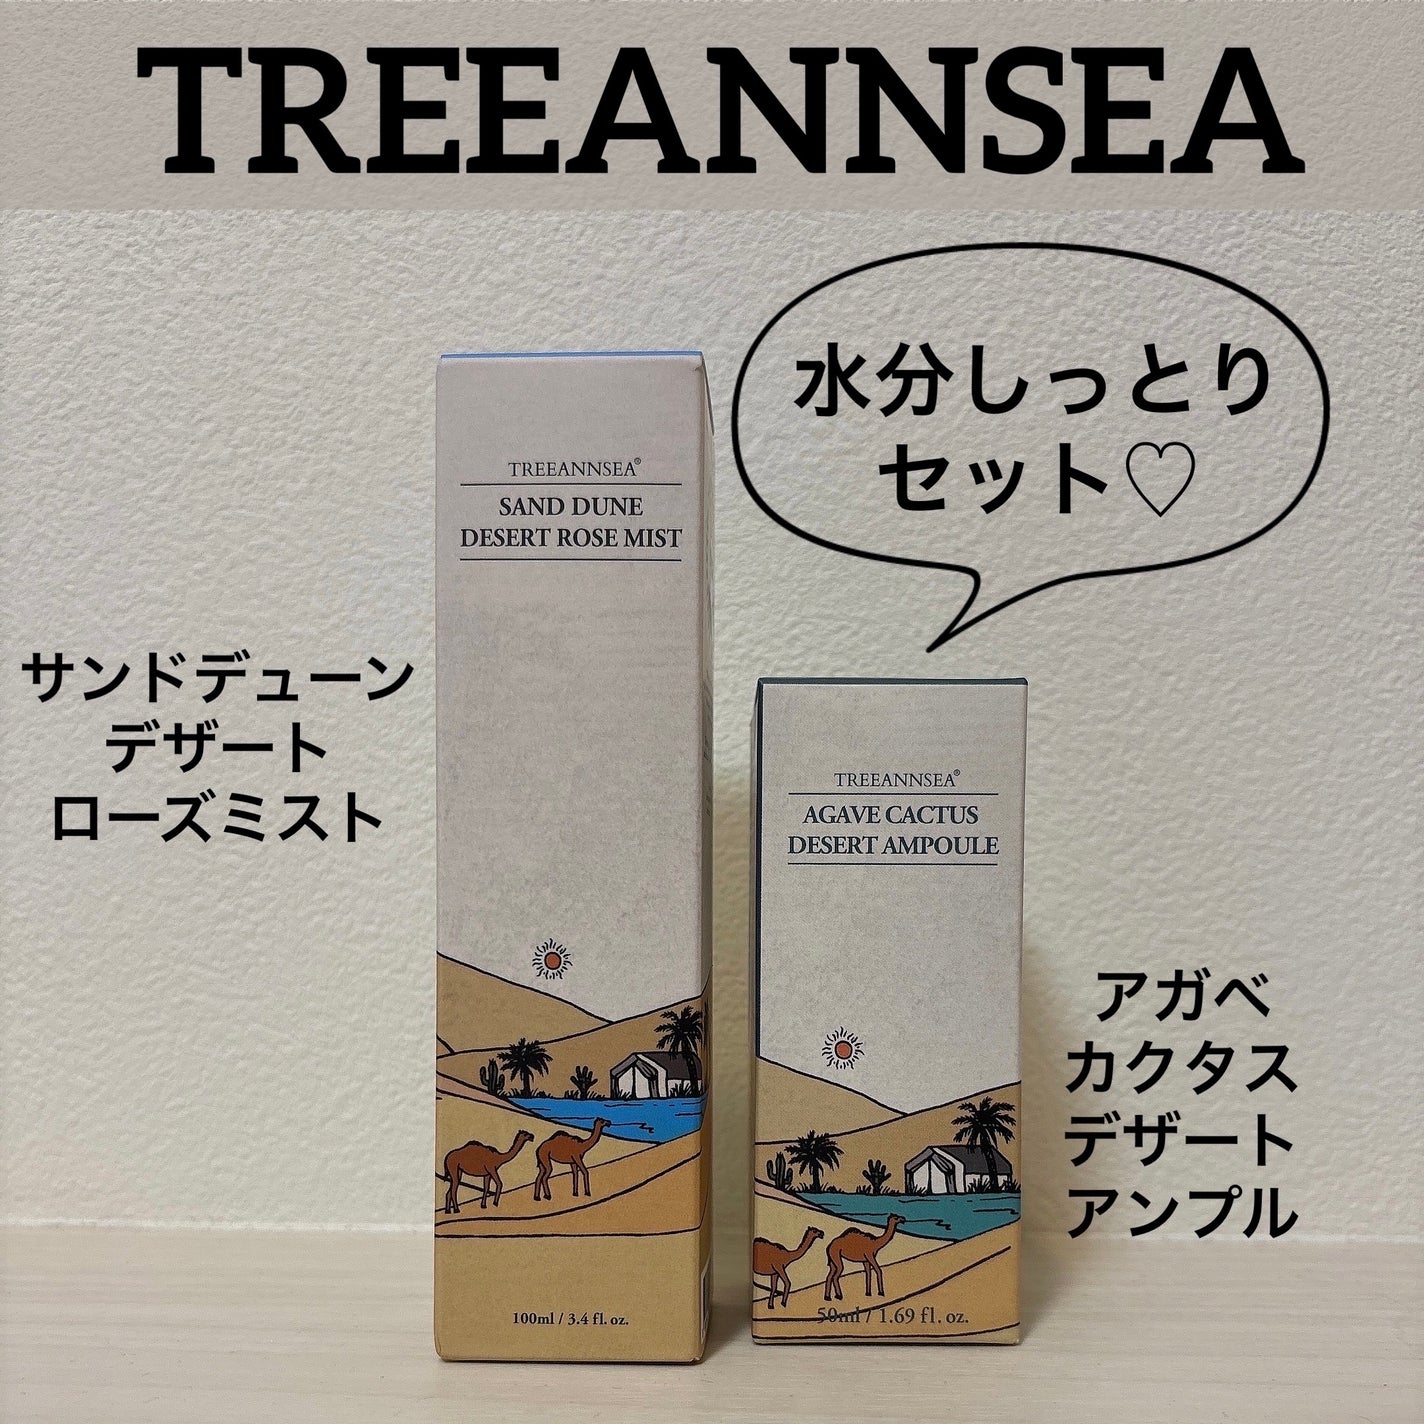 TREEANNSEA
水分しっとり
セット♡
TREEANNSEA®
SAND DUNE
DESERT ROSE MIST
サンドデューン
デザート
ローズミスト
TREEANNSEA®
AGAVE CACTUS
DESERT AMPOULE
アガベ
カクタス
デザート
アンプル
100ml / 3.4 fl. oz.
50ml / 1.69 fl. oz.